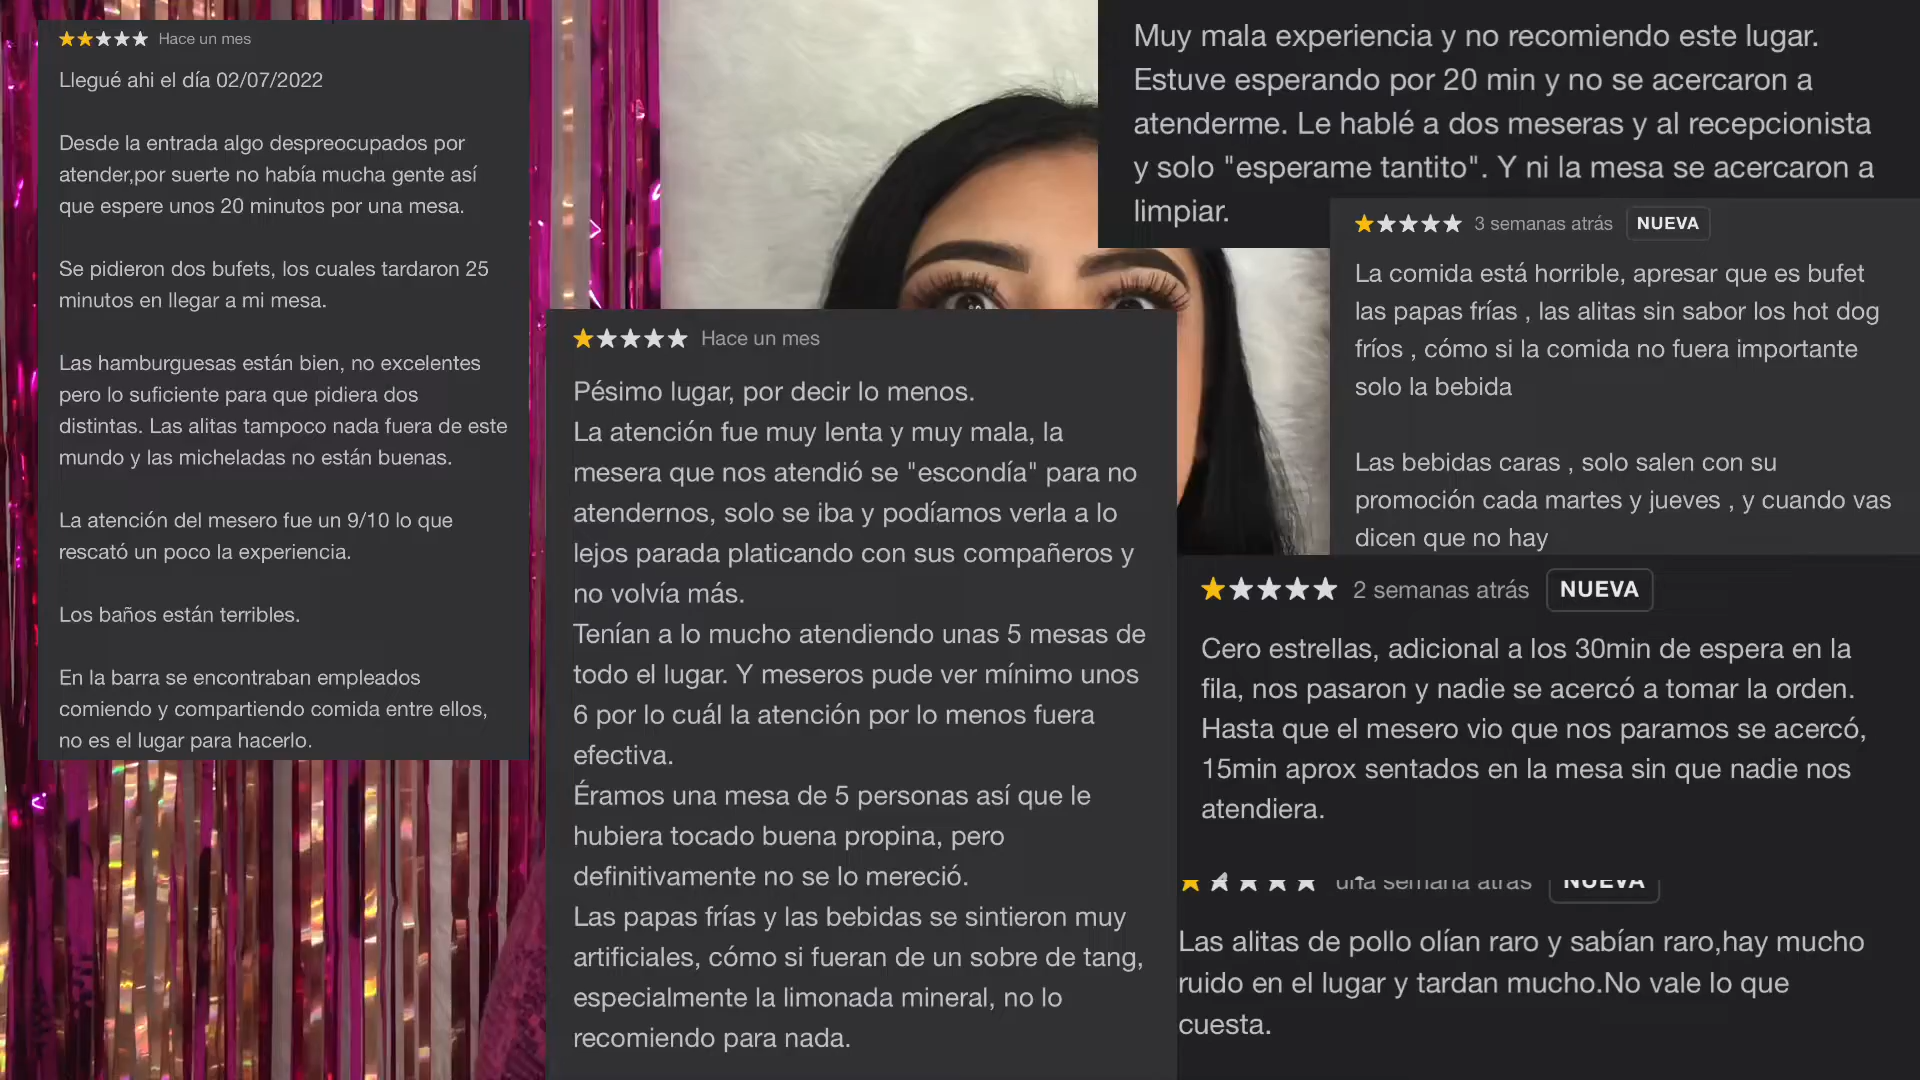 Hace un mes
Llegué ahi el día 02/07/2022
Desde la entrada algo despreocupados por
atender,por suerte no había mucha gente así
que espere unos 20 minutos por una mesa.
Se pidieron dos bufets, los cuales tardaron 25
minutos en llegar a mi mesa.
Las hamburguesas están bien, no excelentes
pero lo suficiente para que pidiera dos
distintas. Las alitas tampoco nada fuera de este
mundo y las micheladas no están buenas.
La atención del mesero fue un 9/10 lo que
rescató un poco la experiencia.
Los baños están terribles.
En la barra se encontraban empleados
comiendo y compartiendo comida entre ellos,
no es el lugar para hacerlo.
Hace un mes
Pésimo lugar, por decir lo menos.
La atención fue muy lenta y muy mala, la
mesera que nos atendió se "escondía" para no
atendernos, solo se iba y podíamos verla a lo
lejos parada platicando con sus compañeros y
no volvía más.
Tenían a lo mucho atendiendo unas 5 mesas de
todo el lugar. Y meseros pude ver mínimo unos
6 por lo cuál la atención por lo menos fuera
efectiva.
Éramos una mesa de 5 personas así que le
hubiera tocado buena propina, pero
definitivamente no se lo mereció.
Las papas frías y las bebidas se sintieron muy
artificiales, cómo si fueran de un sobre de tang,
especialmente la limonada mineral, no lo
recomiendo para nada.
Muy mala experiencia y no recomiendo este lugar.
Estuve esperando por 20 min y no se acercaron a
atenderme. Le hablé a dos meseras y al recepcionista
y solo "esperame tantito". Y ni la mesa se acercaron a
limpiar.
3 semanas atrás NUEVA
La comida está horrible, apresar que es bufet
las papas frías , las alitas sin sabor los hot dog
fríos , cómo si la comida no fuera importante
solo la bebida
Las bebidas caras , solo salen con su
promoción cada martes y jueves , y cuando vas
dicen que no hay
2 semanas atrás NUEVA
Cero estrellas, adicional a los 30min de espera en la
fila, nos pasaron y nadie se acercó a tomar la orden.
Hasta que el mesero vio que nos paramos se acercó,
15min aprox sentados en la mesa sin que nadie nos
atendiera.
una semana atrás NUEVA
Las alitas de pollo olían raro y sabían raro,hay mucho
ruido en el lugar y tardan mucho.No vale lo que
cuesta.